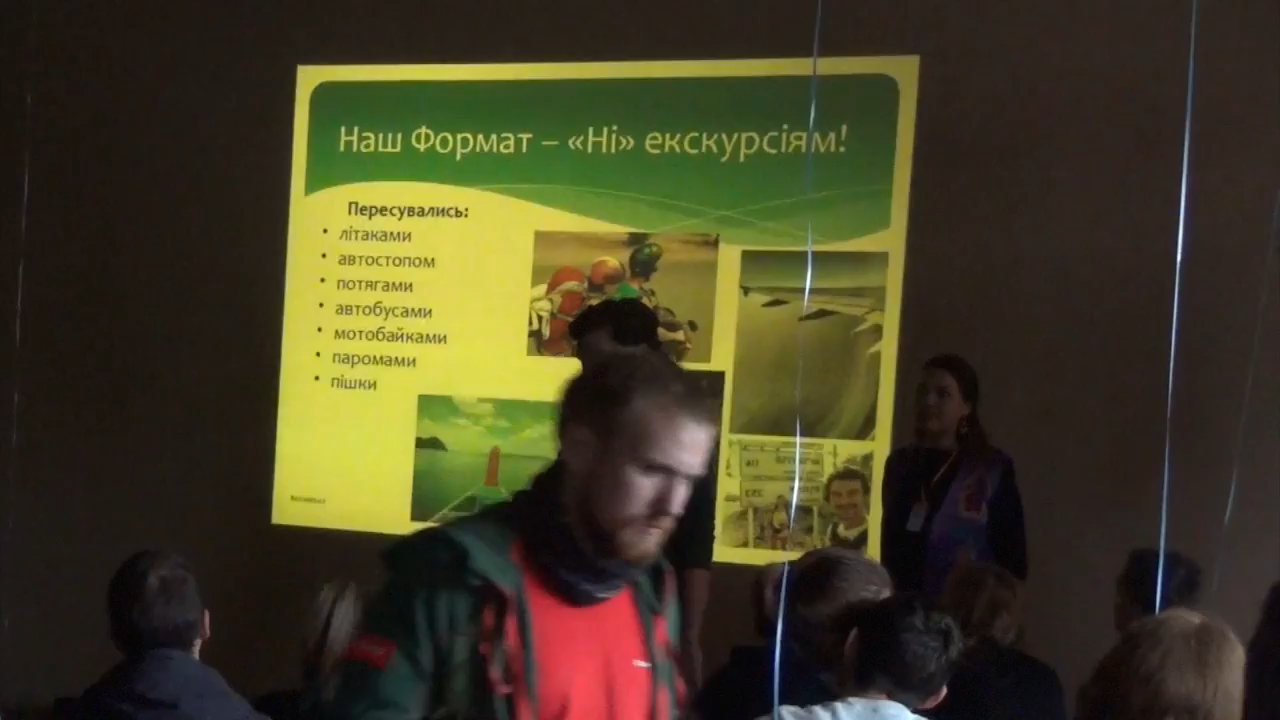 Наш Формат – «Ні» екскурсіям!
Пересувались:
• літаками
• автостопом
• потягами
• автобусами
• мотобайками
• паромами
• пішки